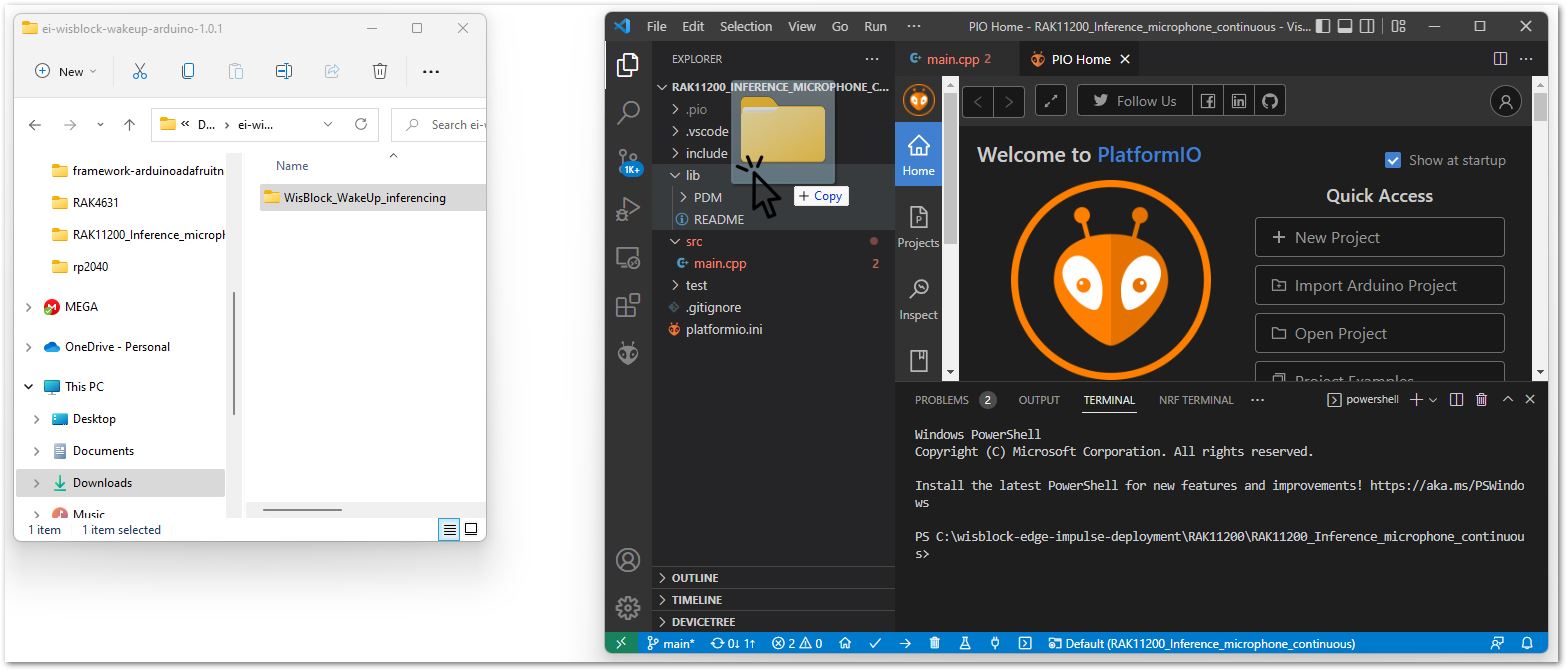 ei-wisblock-wakeup-arduino-1.0.1
New
« D... > ei-wi...
Search ei-w
framework-arduinoadafruitn
RAK4631
RAK11200_Inference_microph
rp2040
MEGA
OneDrive - Personal
This PC
Desktop
Documents
Downloads
Music
Name
WisBlock_WakeUp_inferencing
1 item 1 item selected
File Edit Selection View Go Run ··· PIO Home - RAK11200_Inference_microphone_continuous - Vis...
EXPLORER
RAK11200_INFERENCE_MICROPHONE_C...
.pio
.vscode
include
lib
PDM
README
src
main.cpp 2
test
.gitignore
platformio.ini
+ Copy
1K+
OUTLINE
TIMELINE
DEVICETREE
main.cpp 2
PIO Home
Follow Us
Home
Projects
Inspect
Welcome to PlatformIO
Show at startup
Quick Access
New Project
Import Arduino Project
Open Project
Project Examples
PROBLEMS 2 OUTPUT TERMINAL NRF TERMINAL ··· powershell
Windows PowerShell
Copyright (C) Microsoft Corporation. All rights reserved.
Install the latest PowerShell for new features and improvements! https://aka.ms/PSWindo
ws
PS C:\wisblock-edge-impulse-deployment\RAK11200\RAK11200_Inference_microphone_continuou
s>
main* 0↓ 1↑ 2 0 Default (RAK11200_Inference_microphone_continuous)